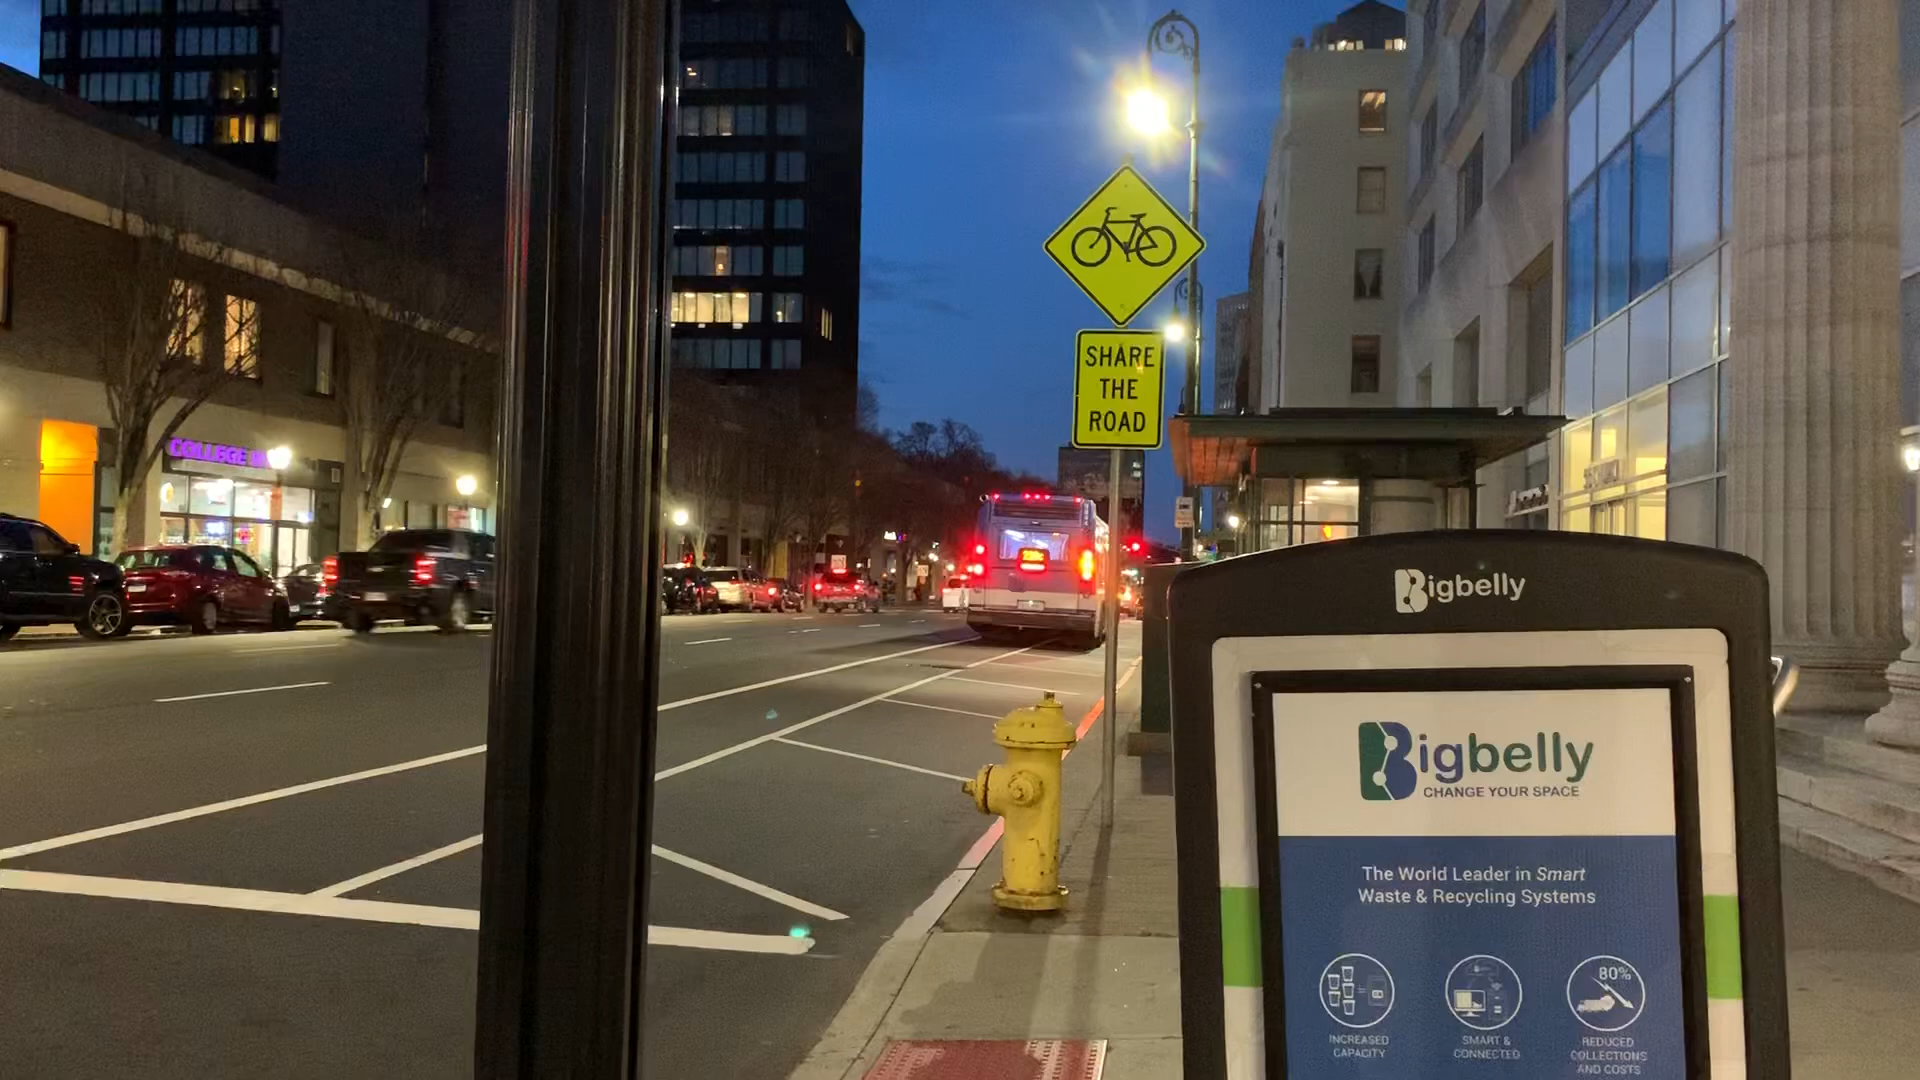 COLLEGE
SHARE
THE
ROAD
Bigbelly
Bigbelly
CHANGE YOUR SPACE
The World Leader in Smart
Waste & Recycling Systems
80%
INCREASED
CAPACITY
SMART &
CONNECTED
REDUCED
COLLECTIONS
AND COSTS